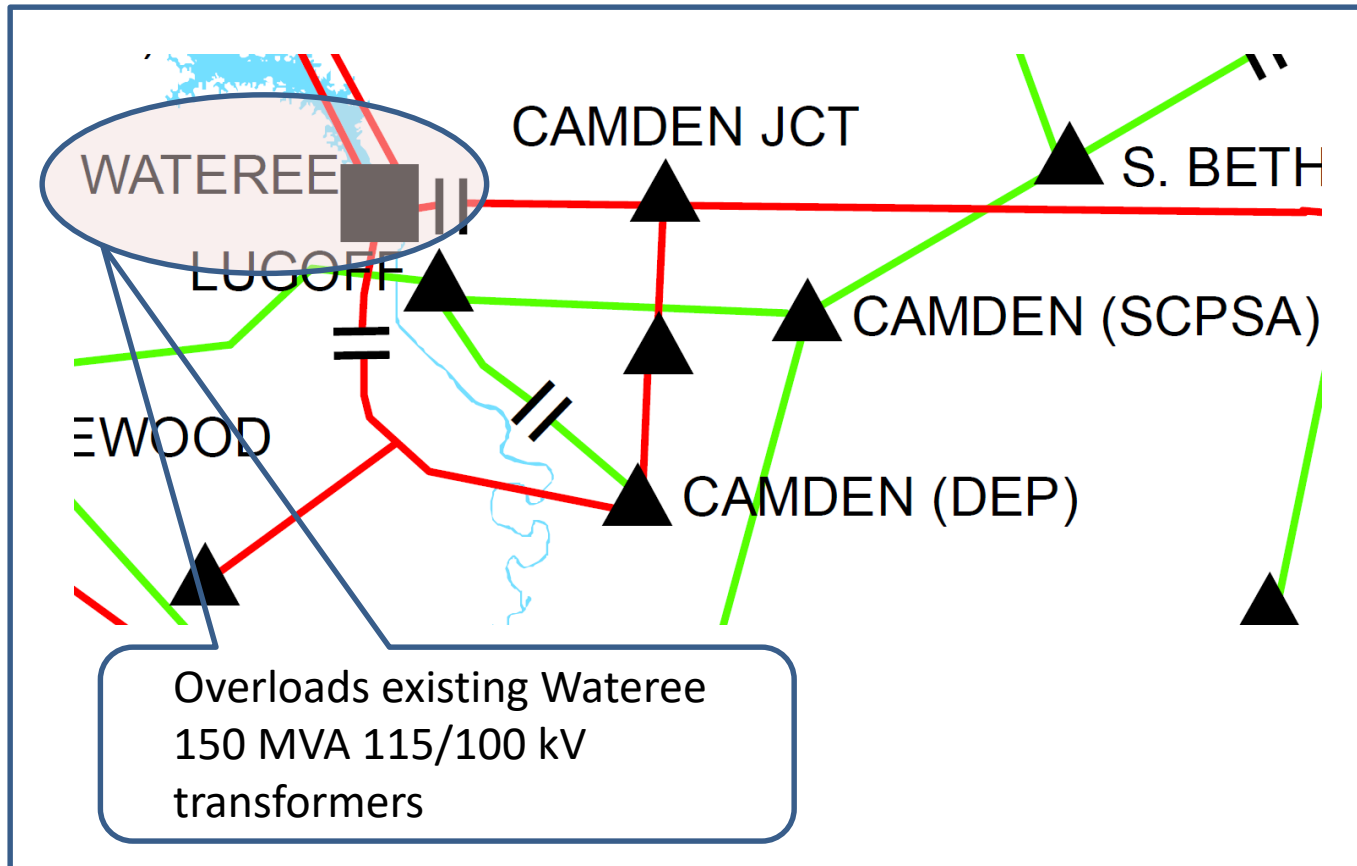 CAMDEN JCT
WATEREE
S. BETH
LUGOFF
CAMDEN (SCPSA)
EWOOD
CAMDEN (DEP)
Overloads existing Wateree
150 MVA 115/100 kV
transformers